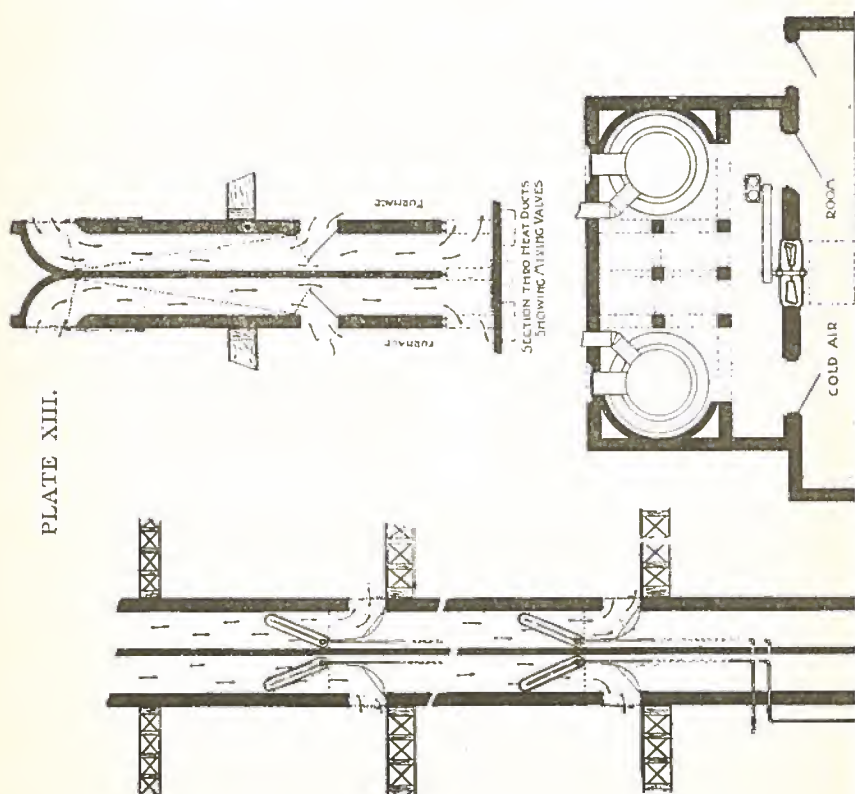 PLATE XIII.
FURNACE
FURNACE
SECTION THRO HEAT DUCTS
SHOWING MIXING VALVES
COLD AIR
ROOM